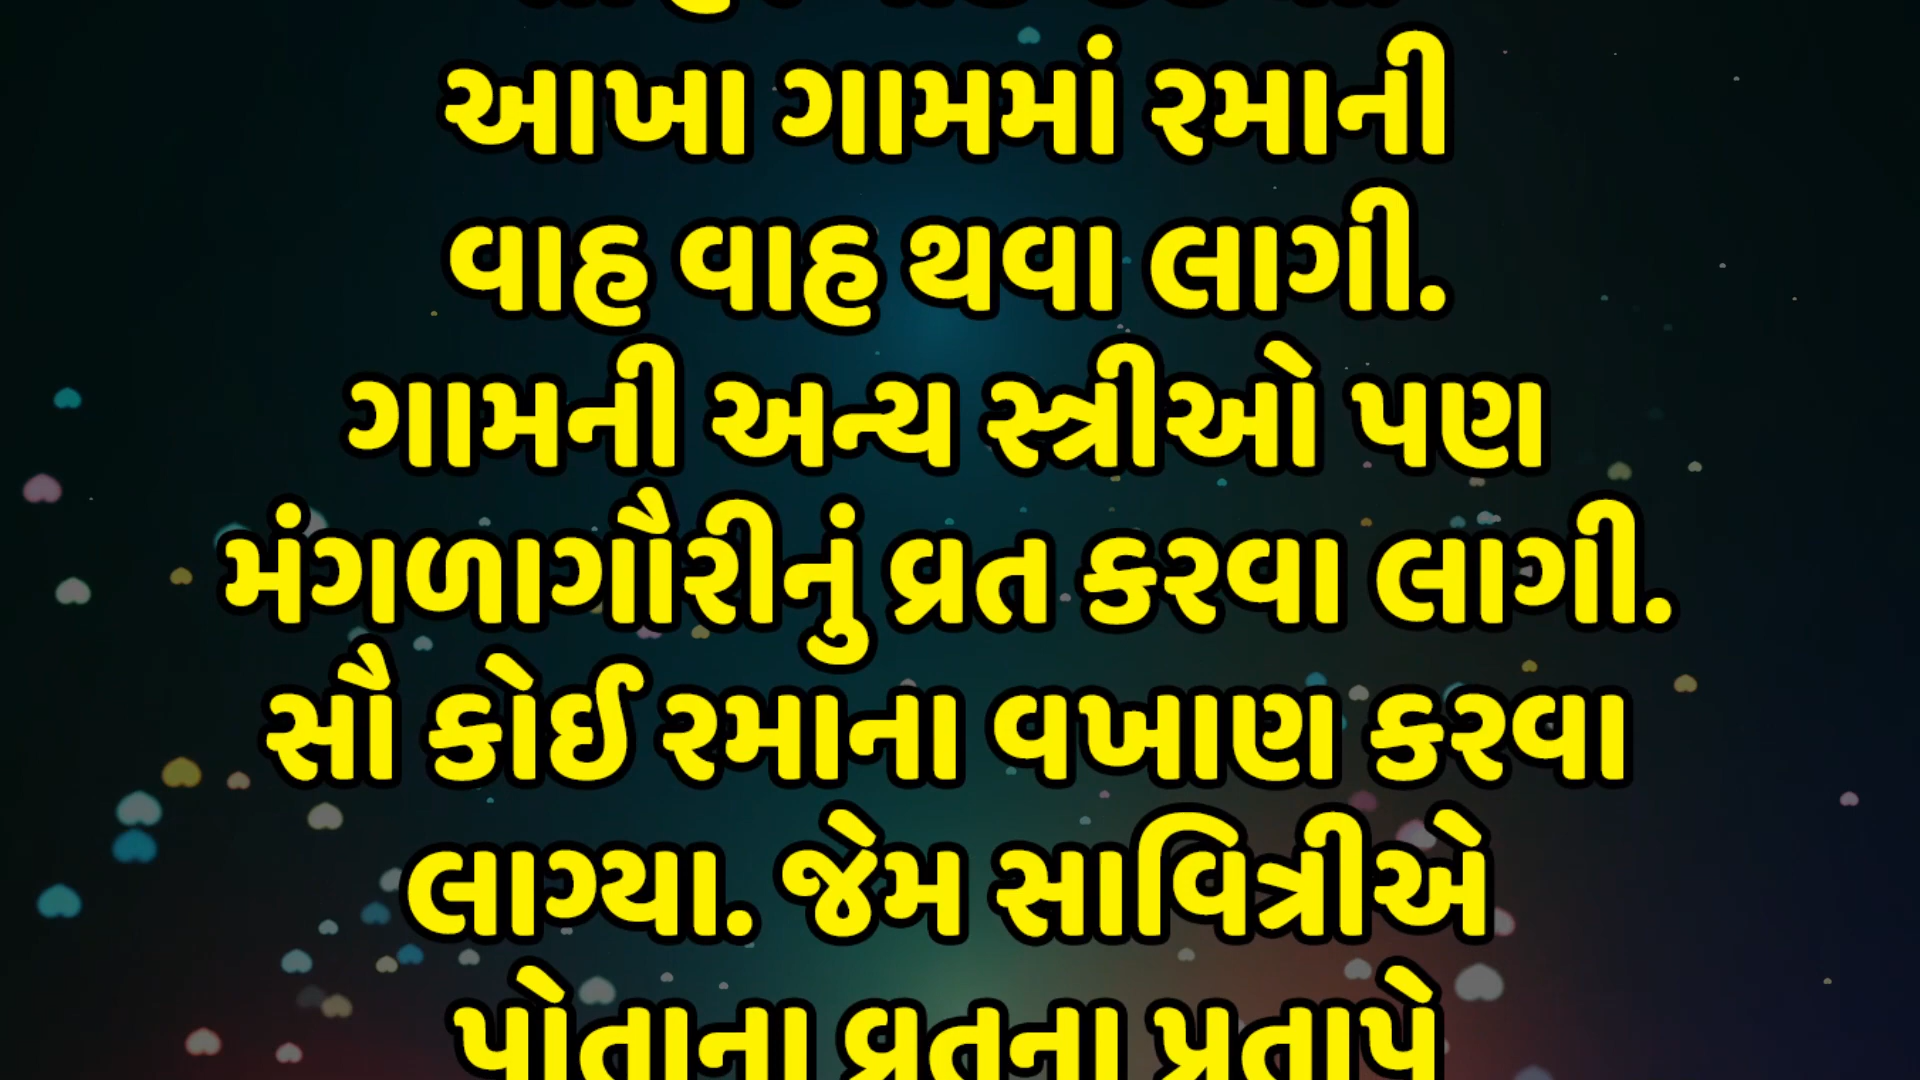 આખા ગામમાં રમાની
વાહ વાહ થવા લાગી.
ગામની અન્ય સ્ત્રીઓ પણ
મંગળાગૌરીનું વ્રત કરવા લાગી.
સૌ કોઈ રમાના વખાણ કરવા
લાગ્યા. જેમ સાવિત્રીએ
પોતાના વ્રતના પ્રતાપે